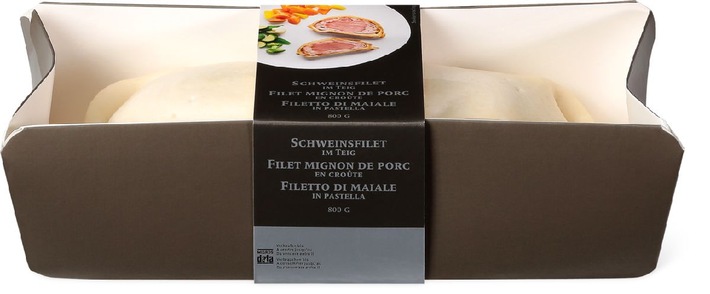 SCHWEINSFILET
IM TEIG
FILET MIGNON DE PORC
EN CROÛTE
FILETTO DI MAIALE
IN PASTELLA
800 G
SCHWEINSFILET
IM TEIG
FILET MIGNON DE PORC
EN CROÛTE
FILETTO DI MAIALE
IN PASTELLA
800 G